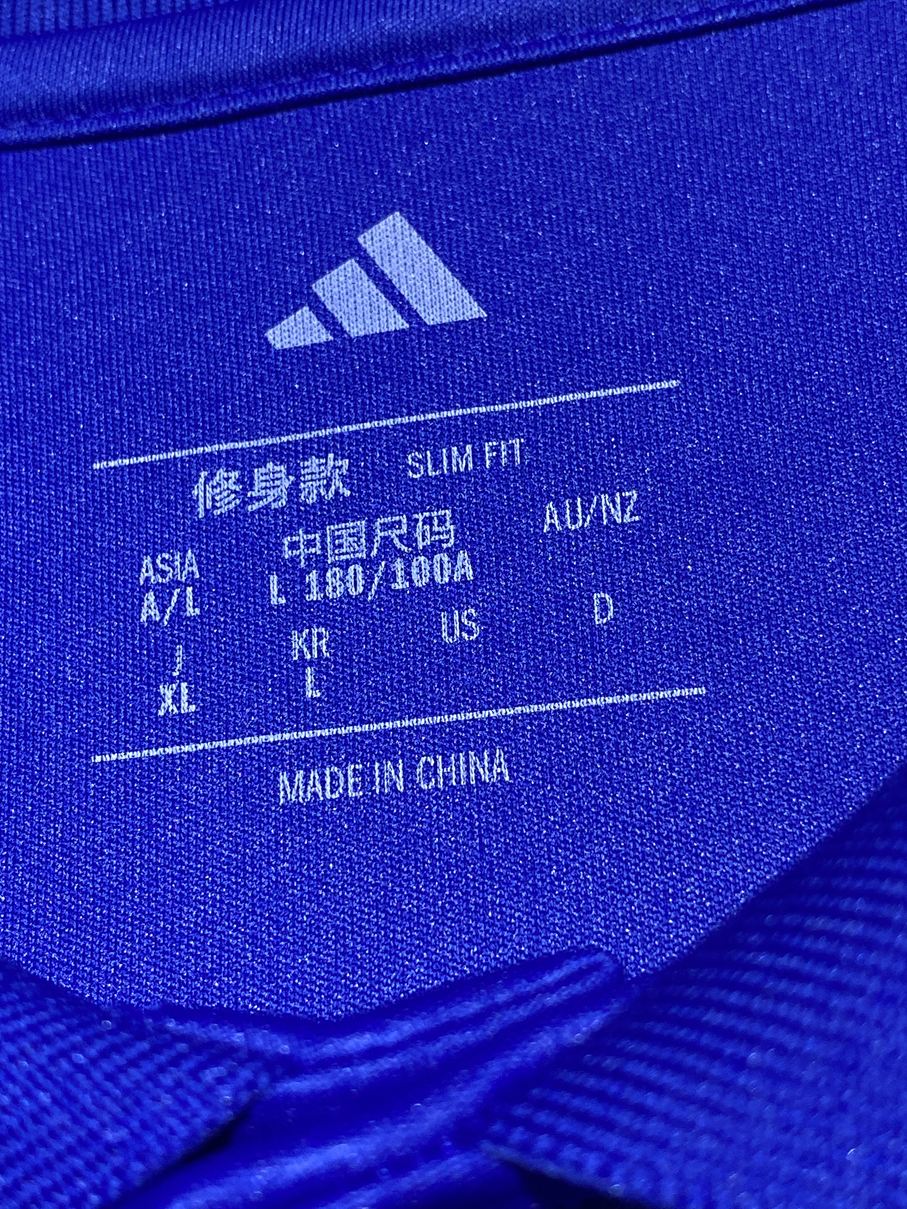 修身款 SLIM FIT
ASIA 中国尺码 AU/NZ
A/L L 180/100A
J KR US D
XL L
MADE IN CHINA